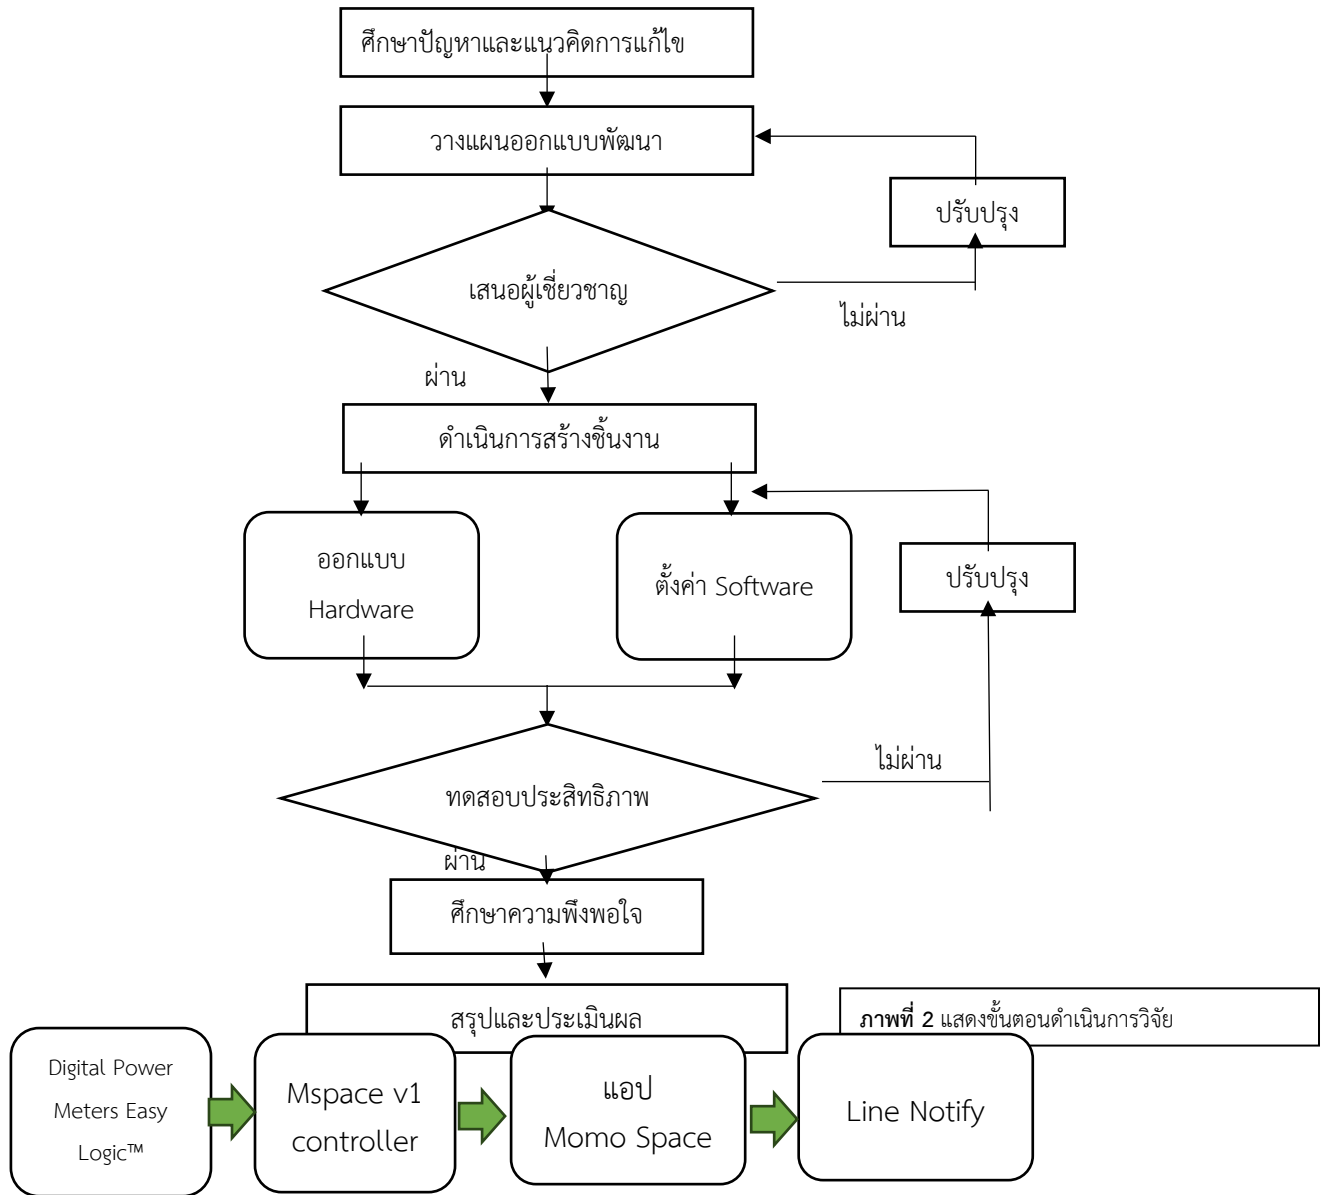 ศึกษาปัญหาและแนวคิดการแก้ไข
วางแผนออกแบบพัฒนา
ปรับปรุง
เสนอผู้เชี่ยวชาญ
ไม่ผ่าน
ผ่าน
ดำเนินการสร้างชิ้นงาน
ออกแบบ
Hardware
ตั้งค่า Software
ปรับปรุง
ไม่ผ่าน
ทดสอบประสิทธิภาพ
ผ่าน
ศึกษาความพึงพอใจ
สรุปและประเมินผล
ภาพที่ 2 แสดงขั้นตอนดำเนินการวิจัย
Digital Power
Meters Easy
Logic™
Mspace v1
controller
แอป
Momo Space
Line Notify